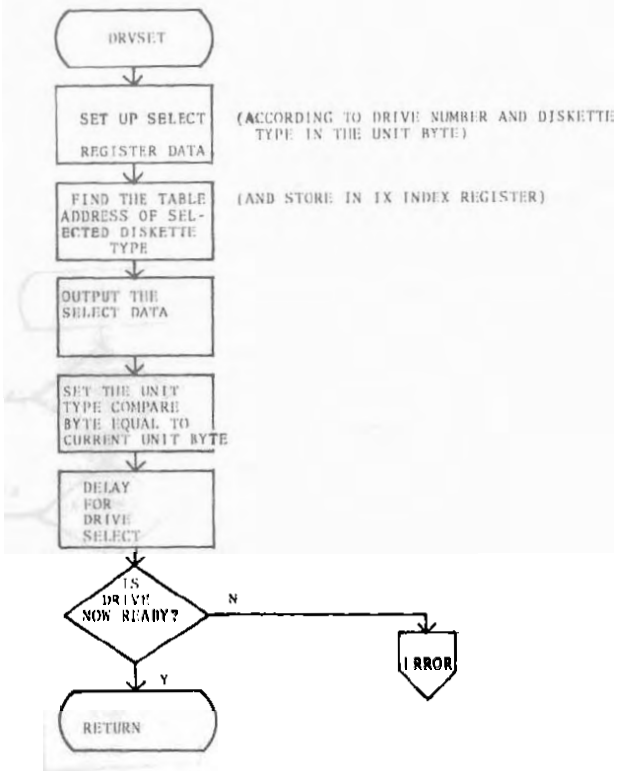 DRVSET
SET UP SELECT
REGISTER DATA
(ACCORDING TO DRIVE NUMBER AND DISKETTE
TYPE IN THE UNIT BYTE)
FIND THE TABLE
ADDRESS OF SEL-
ECTED DISKETTE
TYPE
(AND STORE IN IX INDEX REGISTER)
OUTPUT THE
SELECT DATA
SET THE UNIT
TYPE COMPARE
BYTE EQUAL TO
CURRENT UNIT BYTE
DELAY
FOR
DRIVE
SELECT
IS
DRIVE
NOW READY?
N
ERROR
Y
RETURN